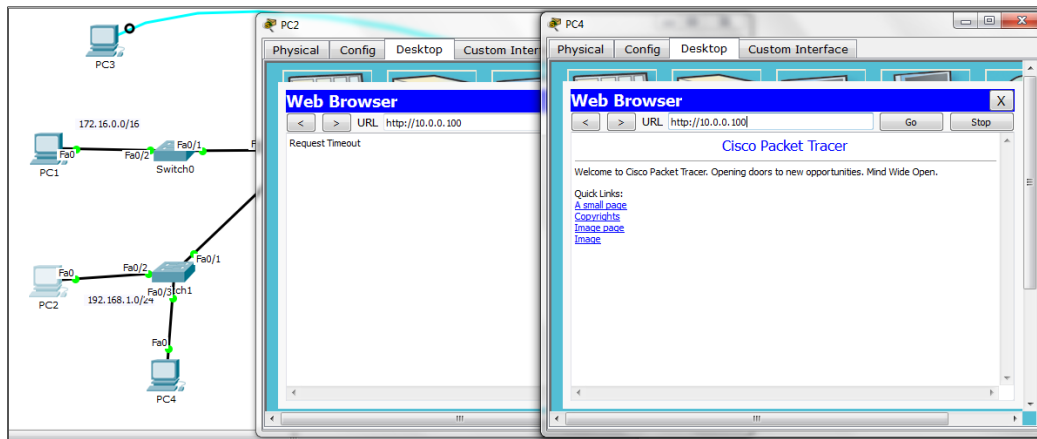 PC3
172.16.0.0/16
Fa0
Fa0/2
Fa0/1
PC1
Switch0
Fa0/1
Fa0
Fa0/2
Fa0/3
tch1
PC2
192.168.1.0/24
Fa0
PC4
PC2
Physical Config Desktop Custom Inter
Web Browser
< > URL http://10.0.0.100
Request Timeout
PC4
Physical Config Desktop Custom Interface
Web Browser X
< > URL http://10.0.0.100 Go Stop
Cisco Packet Tracer
Welcome to Cisco Packet Tracer. Opening doors to new opportunities. Mind Wide Open.
Quick Links:
A small page
Copyrights
Image page
Image